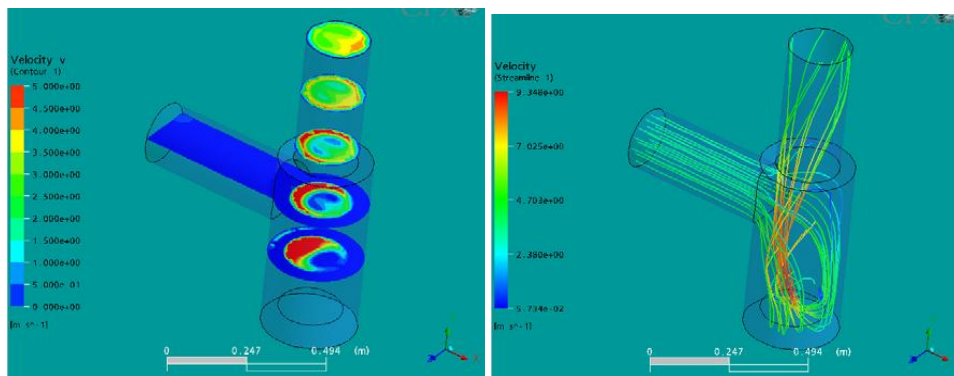 CFX
Velocity v
(Contour 1)
5.000e+00
4.500e+00
4.000e+00
3.500e+00
3.000e+00
2.500e+00
2.000e+00
1.500e+00
1.000e+00
5.000e-01
0.000e+00
[m s^-1]
0 0.247 0.494 (m)
CFX
Velocity
(Streamline 1)
9.348e+00
7.025e+00
4.703e+00
2.380e+00
5.734e-02
[m s^-1]
0 0.247 0.494 (m)